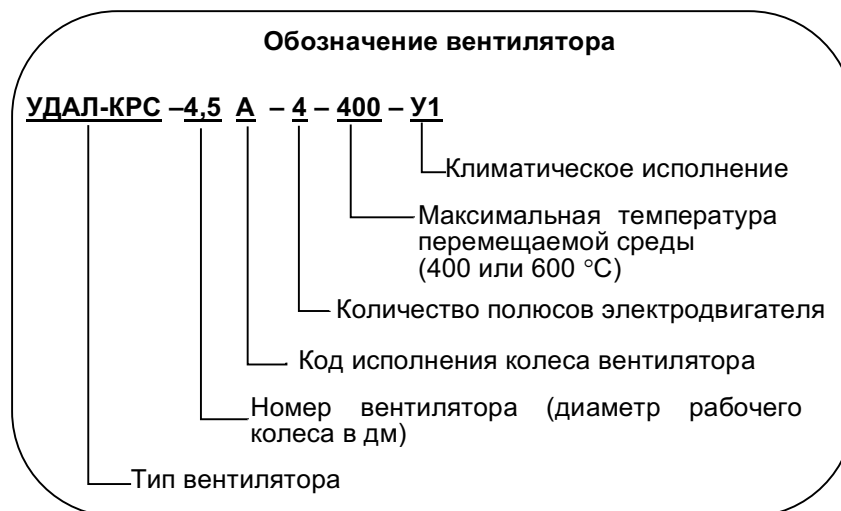 Обозначение вентилятора
УДАЛ-КРС –4,5 А – 4 – 400 – У1
Климатическое исполнение
Максимальная температура
перемещаемой среды
(400 или 600 °С)
Количество полюсов электродвигателя
Код исполнения колеса вентилятора
Номер вентилятора (диаметр рабочего
колеса в дм)
Тип вентилятора